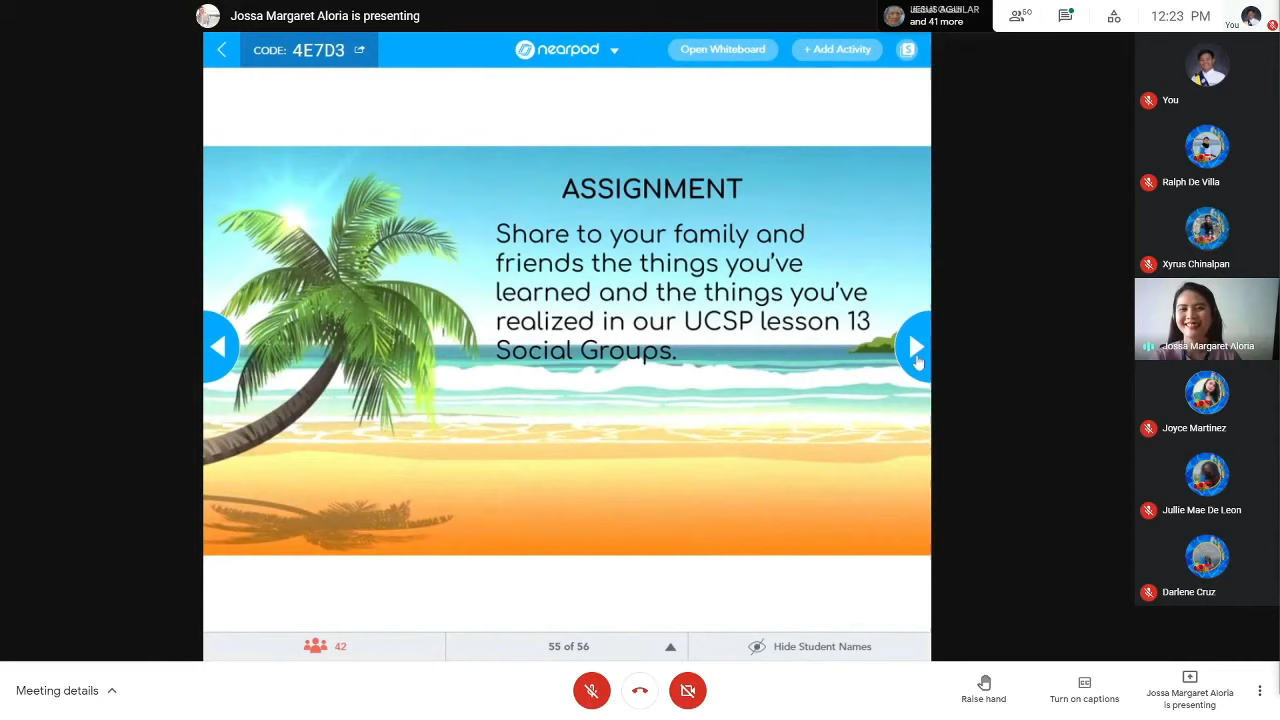 Jossa Margaret Aloria is presenting
and 41 more
50
12:23 PM
You
CODE: 4E7D3
nearpod
Open Whiteboard
+ Add Activity
S
ASSIGNMENT
Share to your family and
friends the things you've
learned and the things you've
realized in our UCSP lesson 13
Social Groups.
42
55 of 56
Hide Student Names
You
Ralph De Villa
Xyrus Chinalpan
Jossa Margaret Aloria
Joyce Martinez
Jullie Mae De Leon
Darlene Cruz
Meeting details
Raise hand
Turn on captions
Jossa Margaret Aloria
is presenting